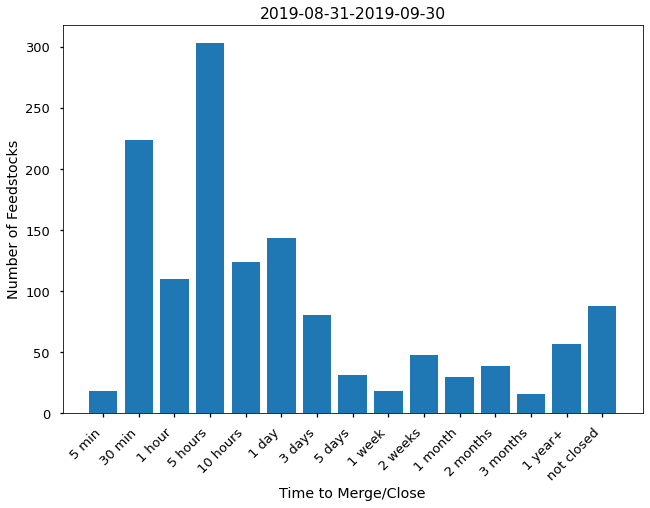 2019-08-31-2019-09-30
Number of Feedstocks
300
250
200
150
100
50
0
5 min
30 min
1 hour
5 hours
10 hours
1 day
3 days
5 days
1 week
2 weeks
1 month
2 months
3 months
1 year+
not closed
Time to Merge/Close